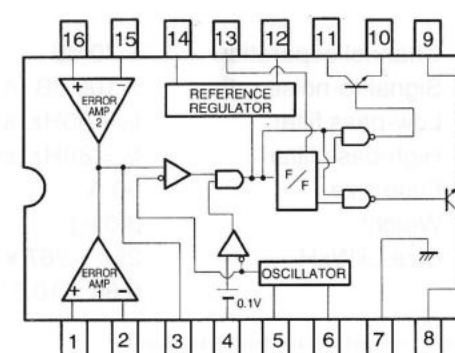 16 15 14 13 12 11 10 9
+ -
ERROR
AMP
2
REFERENCE
REGULATOR
F/F
ERROR
AMP
1
+ -
OSCILLATOR
0.1V
1 2 3 4 5 6 7 8